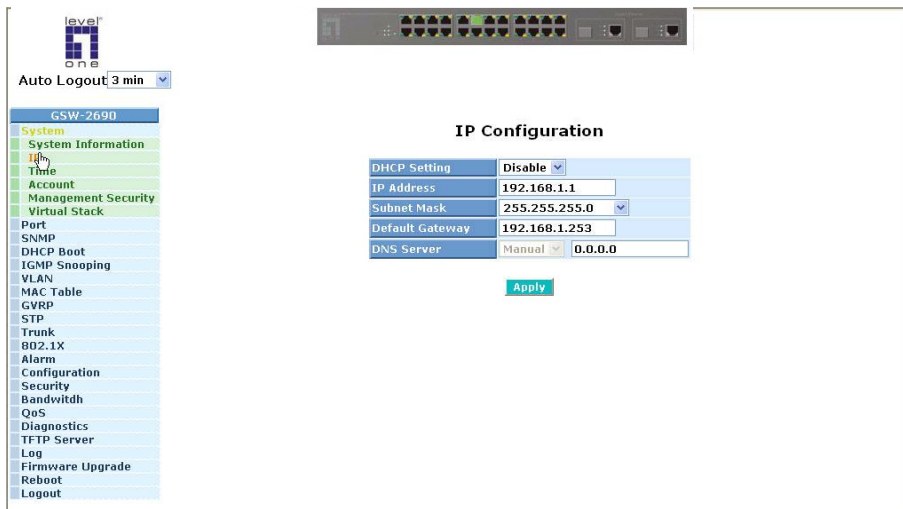 level
one
Auto Logout 3 min
GSW-2690
System
System Information
IP
Time
Account
Management Security
Virtual Stack
Port
SNMP
DHCP Boot
IGMP Snooping
VLAN
MAC Table
GVRP
STP
Trunk
802.1X
Alarm
Configuration
Security
Bandwitdh
QoS
Diagnostics
TFTP Server
Log
Firmware Upgrade
Reboot
Logout
IP Configuration
DHCP Setting Disable
IP Address 192.168.1.1
Subnet Mask 255.255.255.0
Default Gateway 192.168.1.253
DNS Server Manual 0.0.0.0
Apply